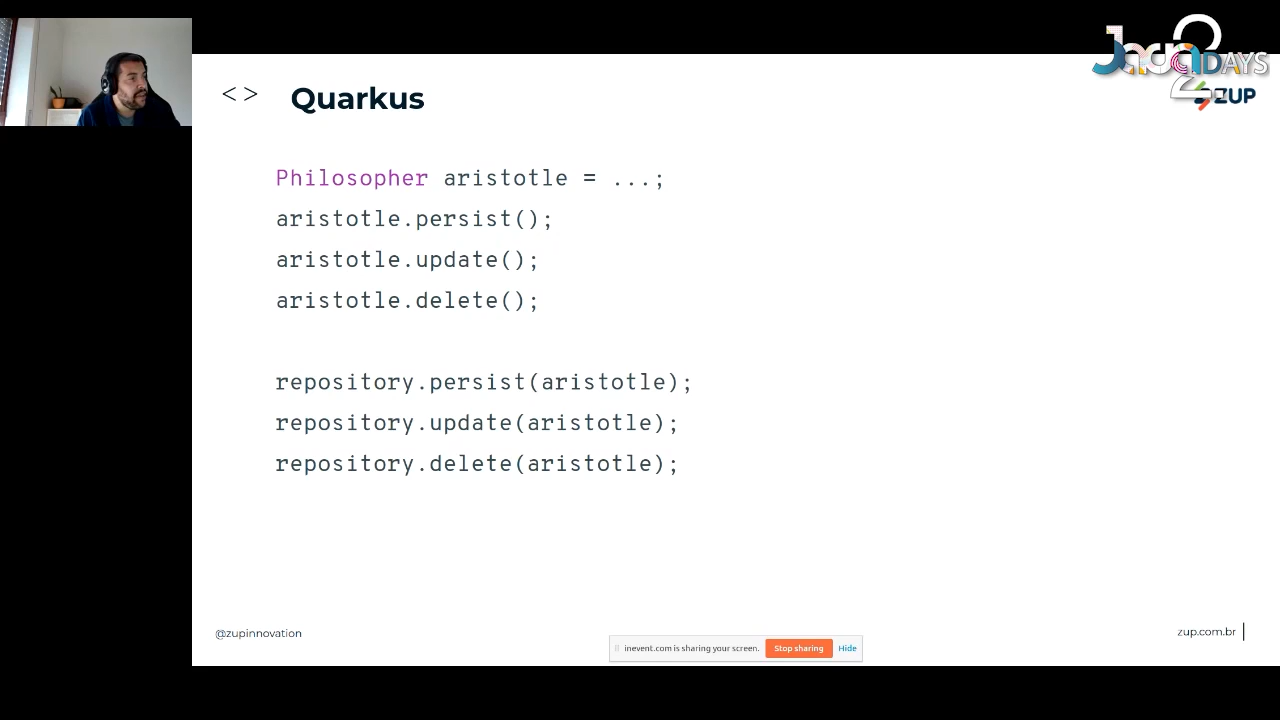 <> Quarkus
DAYS
ZUP
Philosopher aristotle = ...;
aristotle.persist();
aristotle.update();
aristotle.delete();
repository.persist(aristotle);
repository.update(aristotle);
repository.delete(aristotle);
@zupinnovation
zup.com.br
inevent.com is sharing your screen. Stop sharing Hide